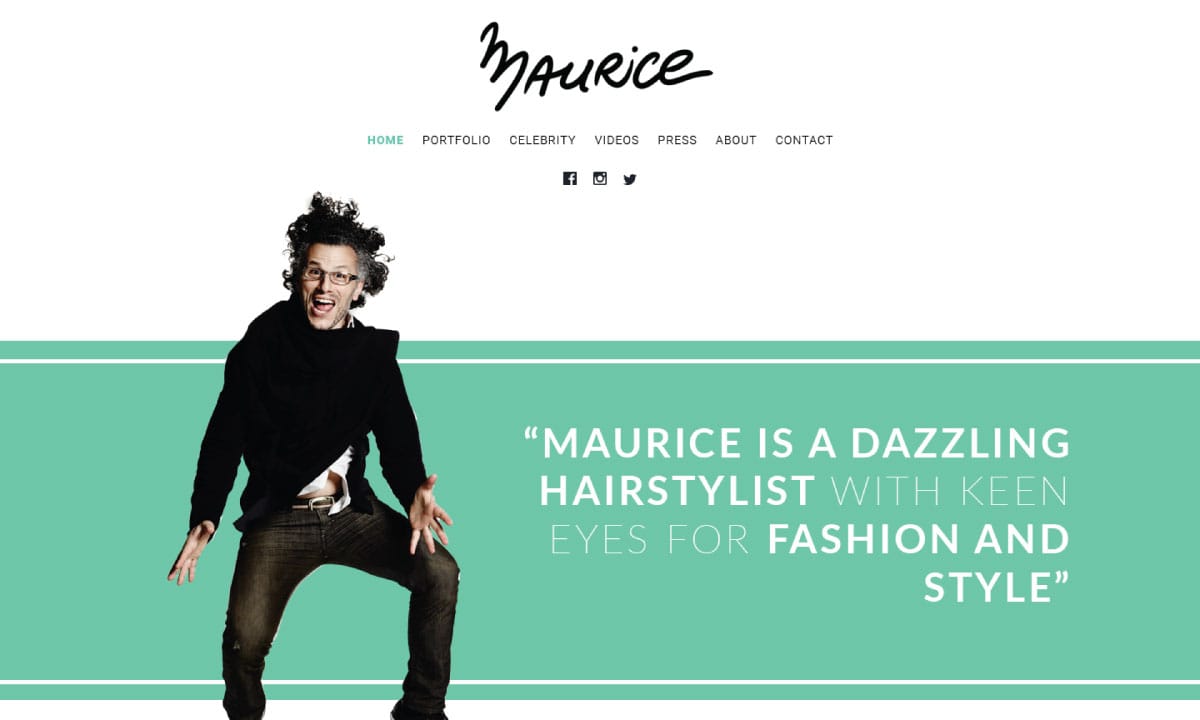 MAURICE
HOME PORTFOLIO CELEBRITY VIDEOS PRESS ABOUT CONTACT
“MAURICE IS A DAZZLING
HAIRSTYLIST WITH KEEN
EYES FOR FASHION AND
STYLE”